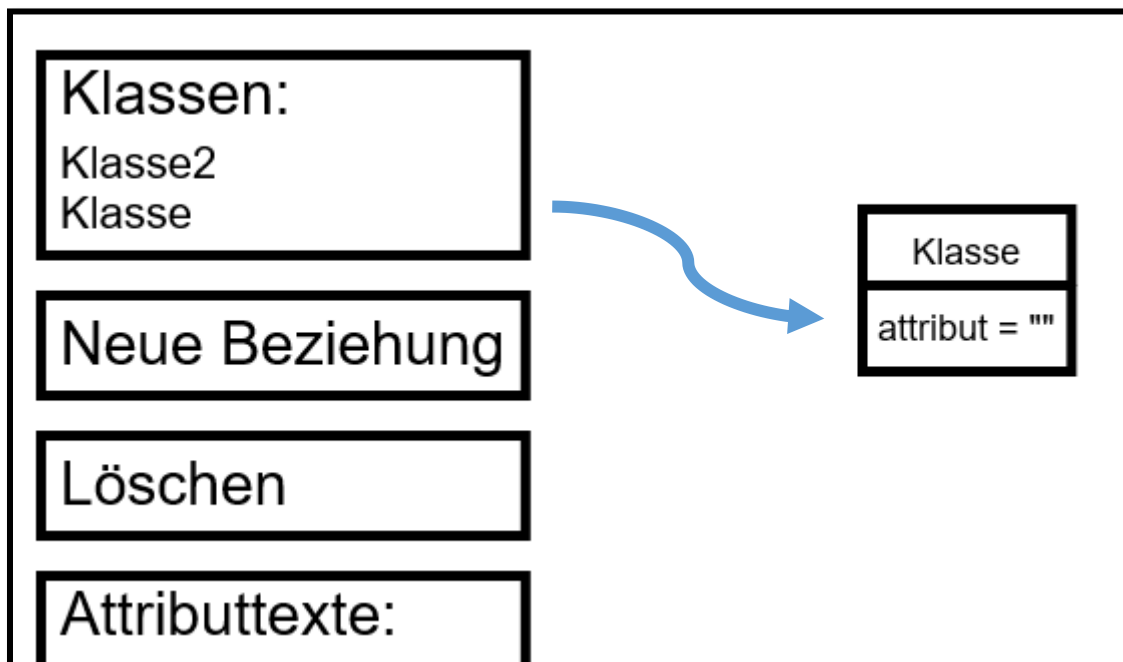 Klassen:
Klasse2
Klasse
Neue Beziehung
Löschen
Attributtexte:
Klasse
attribut = ""